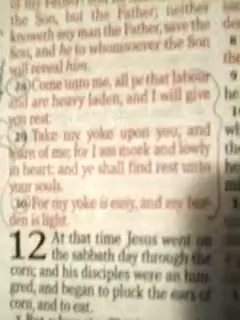 of my Father: and no
the Son, but the Father; neither
knoweth any man the Father, save the
Son, and he to whomsoever the Son
will reveal him.
28 Come unto me, all ye that labour
and are heavy laden, and I will give
you rest.
29 Take my yoke upon you, and
learn of me; for I am meek and lowly
in heart: and ye shall find rest unto
your souls.
30 For my yoke is easy, and my bur-
den is light.
12 At that time Jesus went on
the sabbath day through the
corn; and his disciples were an hun-
gred, and began to pluck the ears of
corn, and to eat.